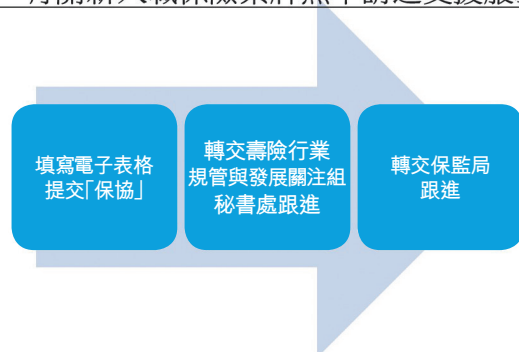 填寫電子表格
提交「保協」
轉交壽險行業
規管與發展關注組
秘書處跟進
轉交保監局
跟進